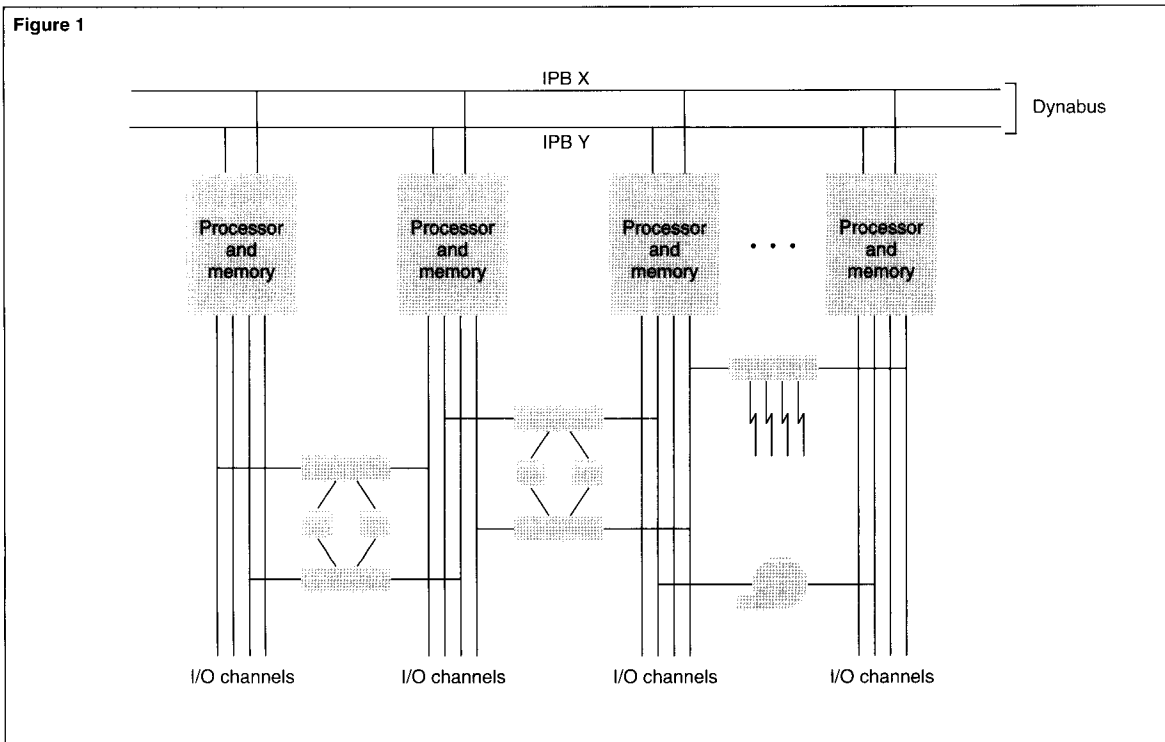 Figure 1
IPB X
Dynabus
IPB Y
Processor
and
memory
Processor
and
memory
Processor
and
memory
• • •
Processor
and
memory
I/O channels
I/O channels
I/O channels
I/O channels